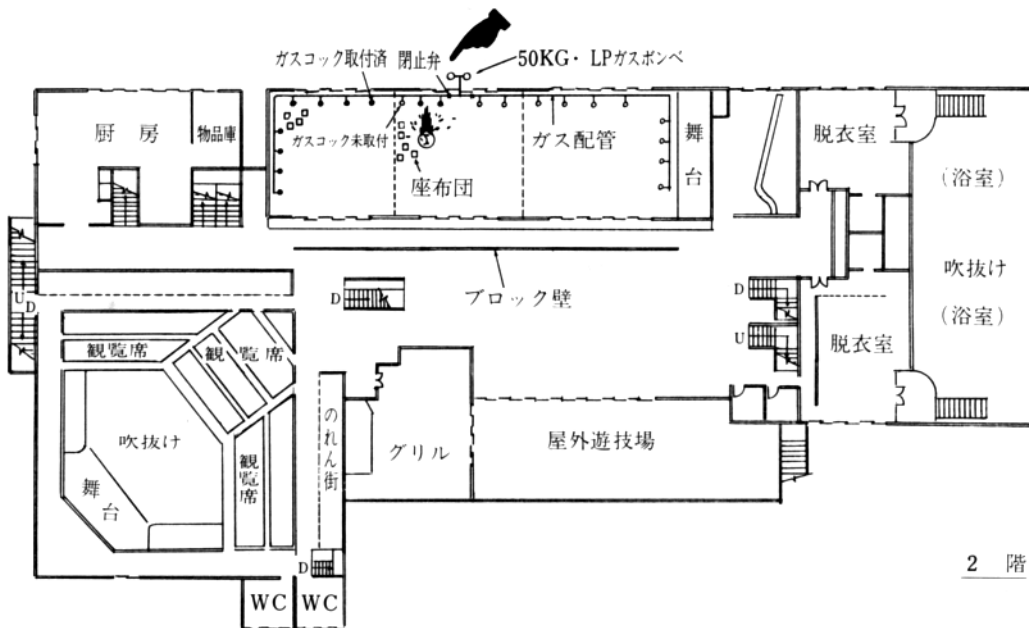 ガスコック取付済 閉止弁 50KG・LPガスボンベ
厨房
物品庫
ガスコック未取付
ガス配管
座布団
舞台
脱衣室
(浴室)
吹抜け
(浴室)
脱衣室
ブロック壁
U
D
D
D
U
観覧席
観覧席
観覧席
吹抜け
舞台
のれん街
グリル
屋外遊技場
D
WC
WC
2 階